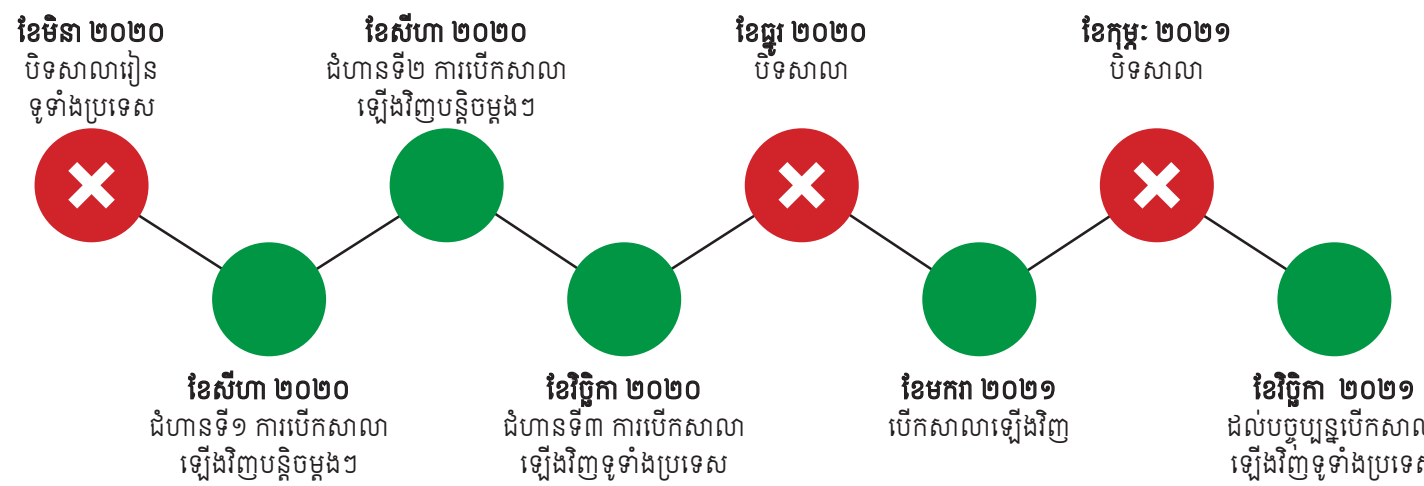 ខែមិនា ២០២០
បិទសាលារៀន
ទូទាំងប្រទេស
ខែសីហា ២០២០
ជំហានទី១ ការបើកសាលា
ឡើងវិញបន្តិចម្តងៗ
ខែសីហា ២០២០
ជំហានទី២ ការបើកសាលា
ឡើងវិញបន្តិចម្តងៗ
ខែវិច្ឆិកា ២០២០
ជំហានទី៣ ការបើកសាលា
ឡើងវិញទូទាំងប្រទេស
ខែធ្នូរ ២០២០
បិទសាលា
ខែមករា ២០២១
បើកសាលាឡើងវិញ
ខែកុម្ភៈ ២០២១
បិទសាលា
ខែវិច្ឆិកា ២០២១
ដល់បច្ចុប្បន្នបើកសាលា
ឡើងវិញទូទាំងប្រទេស